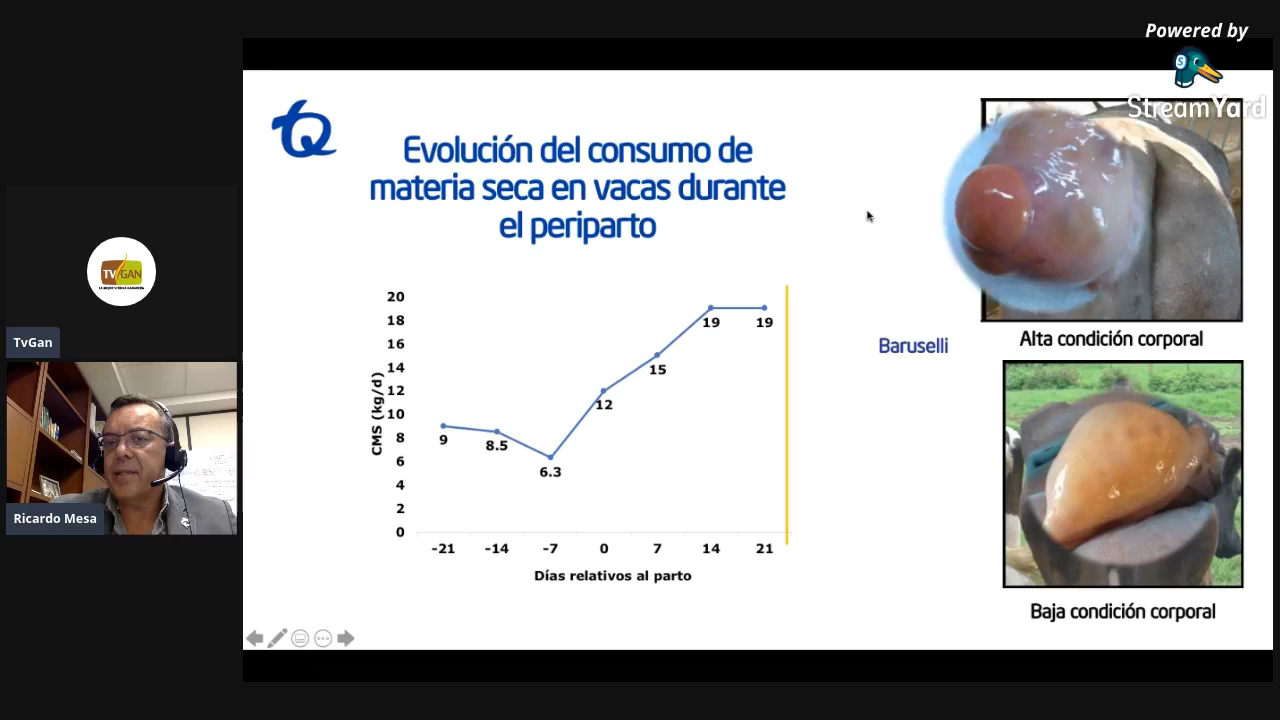 Powered by
StreamYard
TQ
Evolución del consumo de
materia seca en vacas durante
el periparto
TV GAN
TvGan
Ricardo Mesa
20
18
16
14
12
10
8
6
4
2
0
CMS (kg/d)
9
8.5
6.3
12
15
19
19
-21
-14
-7
0
7
14
21
Días relativos al parto
Baruselli
Alta condición corporal
Baja condición corporal